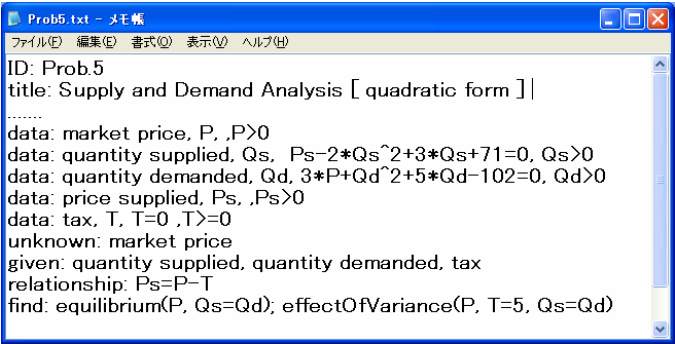 Prob5.txt - メモ帳
ファイル(F) 編集(E) 書式(O) 表示(V) ヘルプ(H)
ID: Prob.5
title: Supply and Demand Analysis [ quadratic form ]
.......
data: market price, P, ,P>0
data: quantity supplied, Qs, Ps-2*Qs^2+3*Qs+71=0, Qs>0
data: quantity demanded, Qd, 3*P+Qd^2+5*Qd-102=0, Qd>0
data: price supplied, Ps, ,Ps>0
data: tax, T, T=0 ,T>=0
unknown: market price
given: quantity supplied, quantity demanded, tax
relationship: Ps=P-T
find: equilibrium(P, Qs=Qd); effectOfVariance(P, T=5, Qs=Qd)